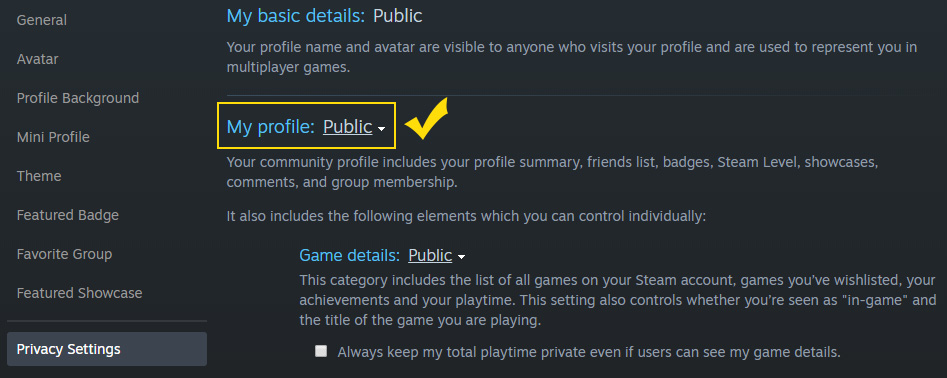 General
Avatar
Profile Background
Mini Profile
Theme
Featured Badge
Favorite Group
Featured Showcase
Privacy Settings
My basic details: Public
Your profile name and avatar are visible to anyone who visits your profile and are used to represent you in
multiplayer games.
My profile: Public
Your community profile includes your profile summary, friends list, badges, Steam Level, showcases,
comments, and group membership.
It also includes the following elements which you can control individually:
Game details: Public
This category includes the list of all games on your Steam account, games you've wishlisted, your
achievements and your playtime. This setting also controls whether you're seen as "in-game" and
the title of the game you are playing.
Always keep my total playtime private even if users can see my game details.